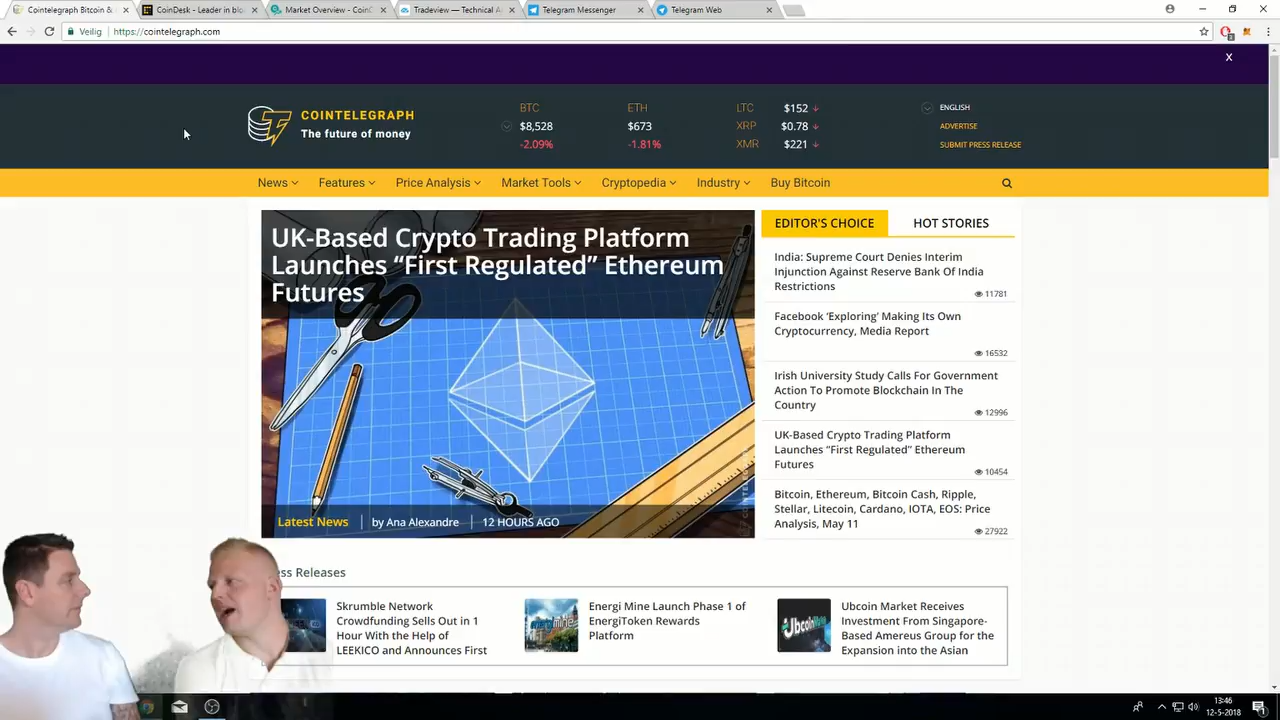 Cointelegraph Bitcoin &
CoinDesk - Leader in blo
Market Overview - CoinC
Tradeview — Technical A
Telegram Messenger
Telegram Web
Veilig
https://cointelegraph.com
X
COINTELEGRAPH
The future of money
BTC
$8,528
-2.09%
ETH
$673
-1.81%
LTC $152
XRP $0.78
XMR $221
ENGLISH
ADVERTISE
SUBMIT PRESS RELEASE
News
Features
Price Analysis
Market Tools
Cryptopedia
Industry
Buy Bitcoin
UK-Based Crypto Trading Platform
Launches “First Regulated” Ethereum
Futures
Latest News
by Ana Alexandre
12 HOURS AGO
EDITOR'S CHOICE
HOT STORIES
India: Supreme Court Denies Interim
Injunction Against Reserve Bank Of India
Restrictions
11781
Facebook ‘Exploring’ Making Its Own
Cryptocurrency, Media Report
16532
Irish University Study Calls For Government
Action To Promote Blockchain In The
Country
12996
UK-Based Crypto Trading Platform
Launches “First Regulated” Ethereum
Futures
10454
Bitcoin, Ethereum, Bitcoin Cash, Ripple,
Stellar, Litecoin, Cardano, IOTA, EOS: Price
Analysis, May 11
27922
ess Releases
Skrumble Network
Crowdfunding Sells Out in 1
Hour With the Help of
LEEKICO and Announces First
Energi Mine Launch Phase 1 of
EnergiToken Rewards
Platform
Ubcoin Market Receives
Investment From Singapore-
Based Amereus Group for the
Expansion into the Asian
13:46
12-5-2018